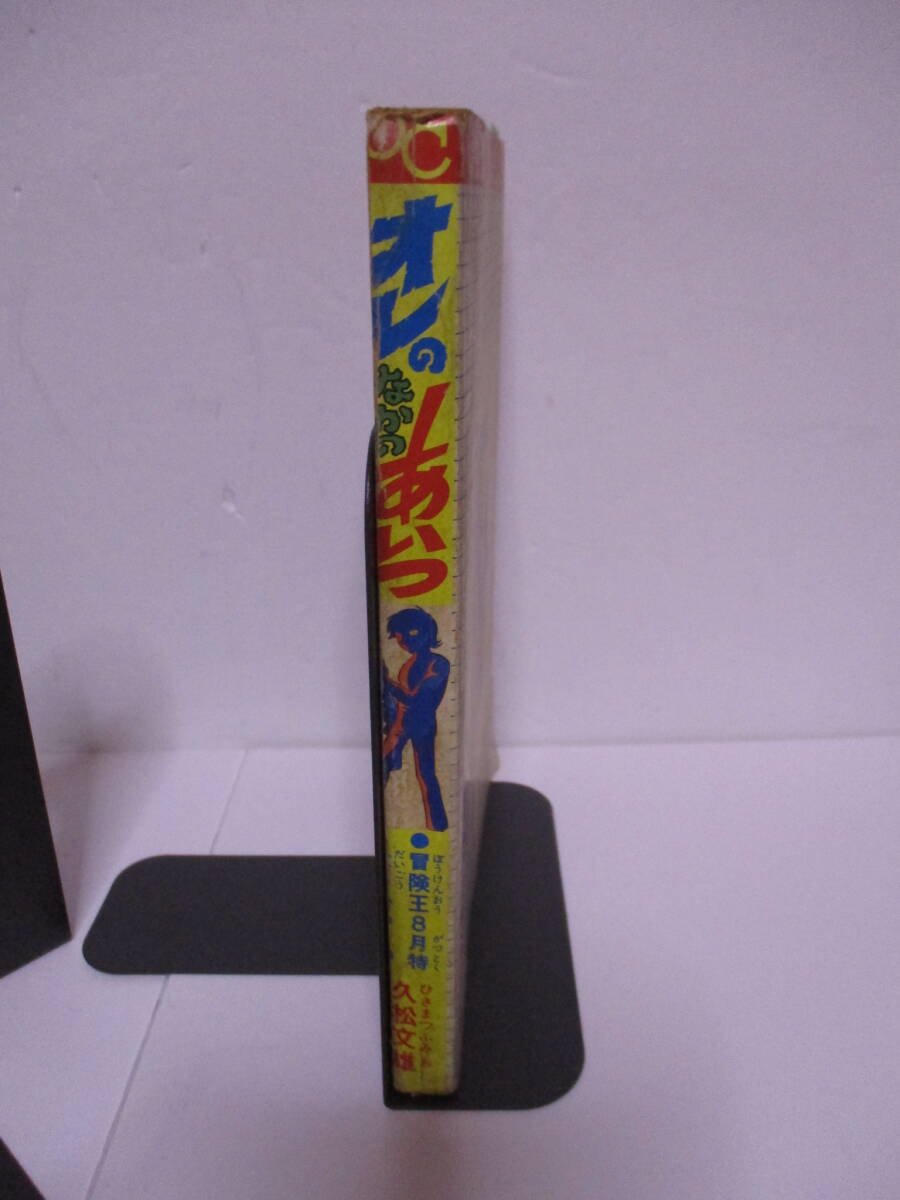 C
オレの
なかの
あいつ
●冒険王8月特
ぼうけんおう がつとく
だいごう
久松文雄
ひさまつふみお